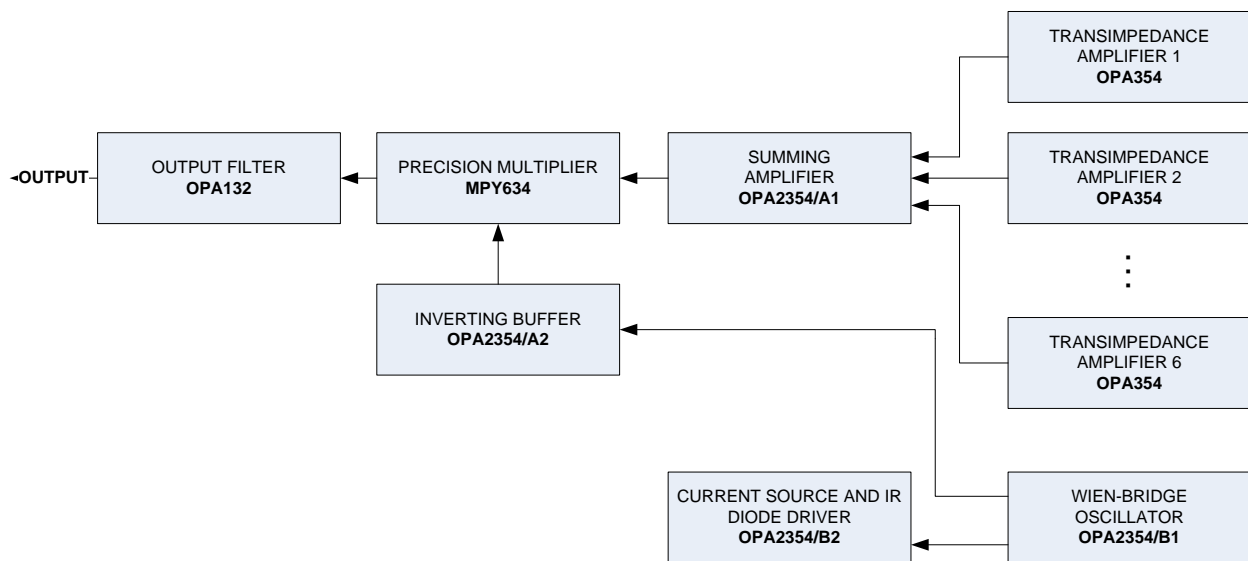 TRANSIMPEDANCE
AMPLIFIER 1
OPA354
OUTPUT
OUTPUT FILTER
OPA132
PRECISION MULTIPLIER
MPY634
SUMMING
AMPLIFIER
OPA2354/A1
TRANSIMPEDANCE
AMPLIFIER 2
OPA354
...
INVERTING BUFFER
OPA2354/A2
TRANSIMPEDANCE
AMPLIFIER 6
OPA354
CURRENT SOURCE AND IR
DIODE DRIVER
OPA2354/B2
WIEN-BRIDGE
OSCILLATOR
OPA2354/B1